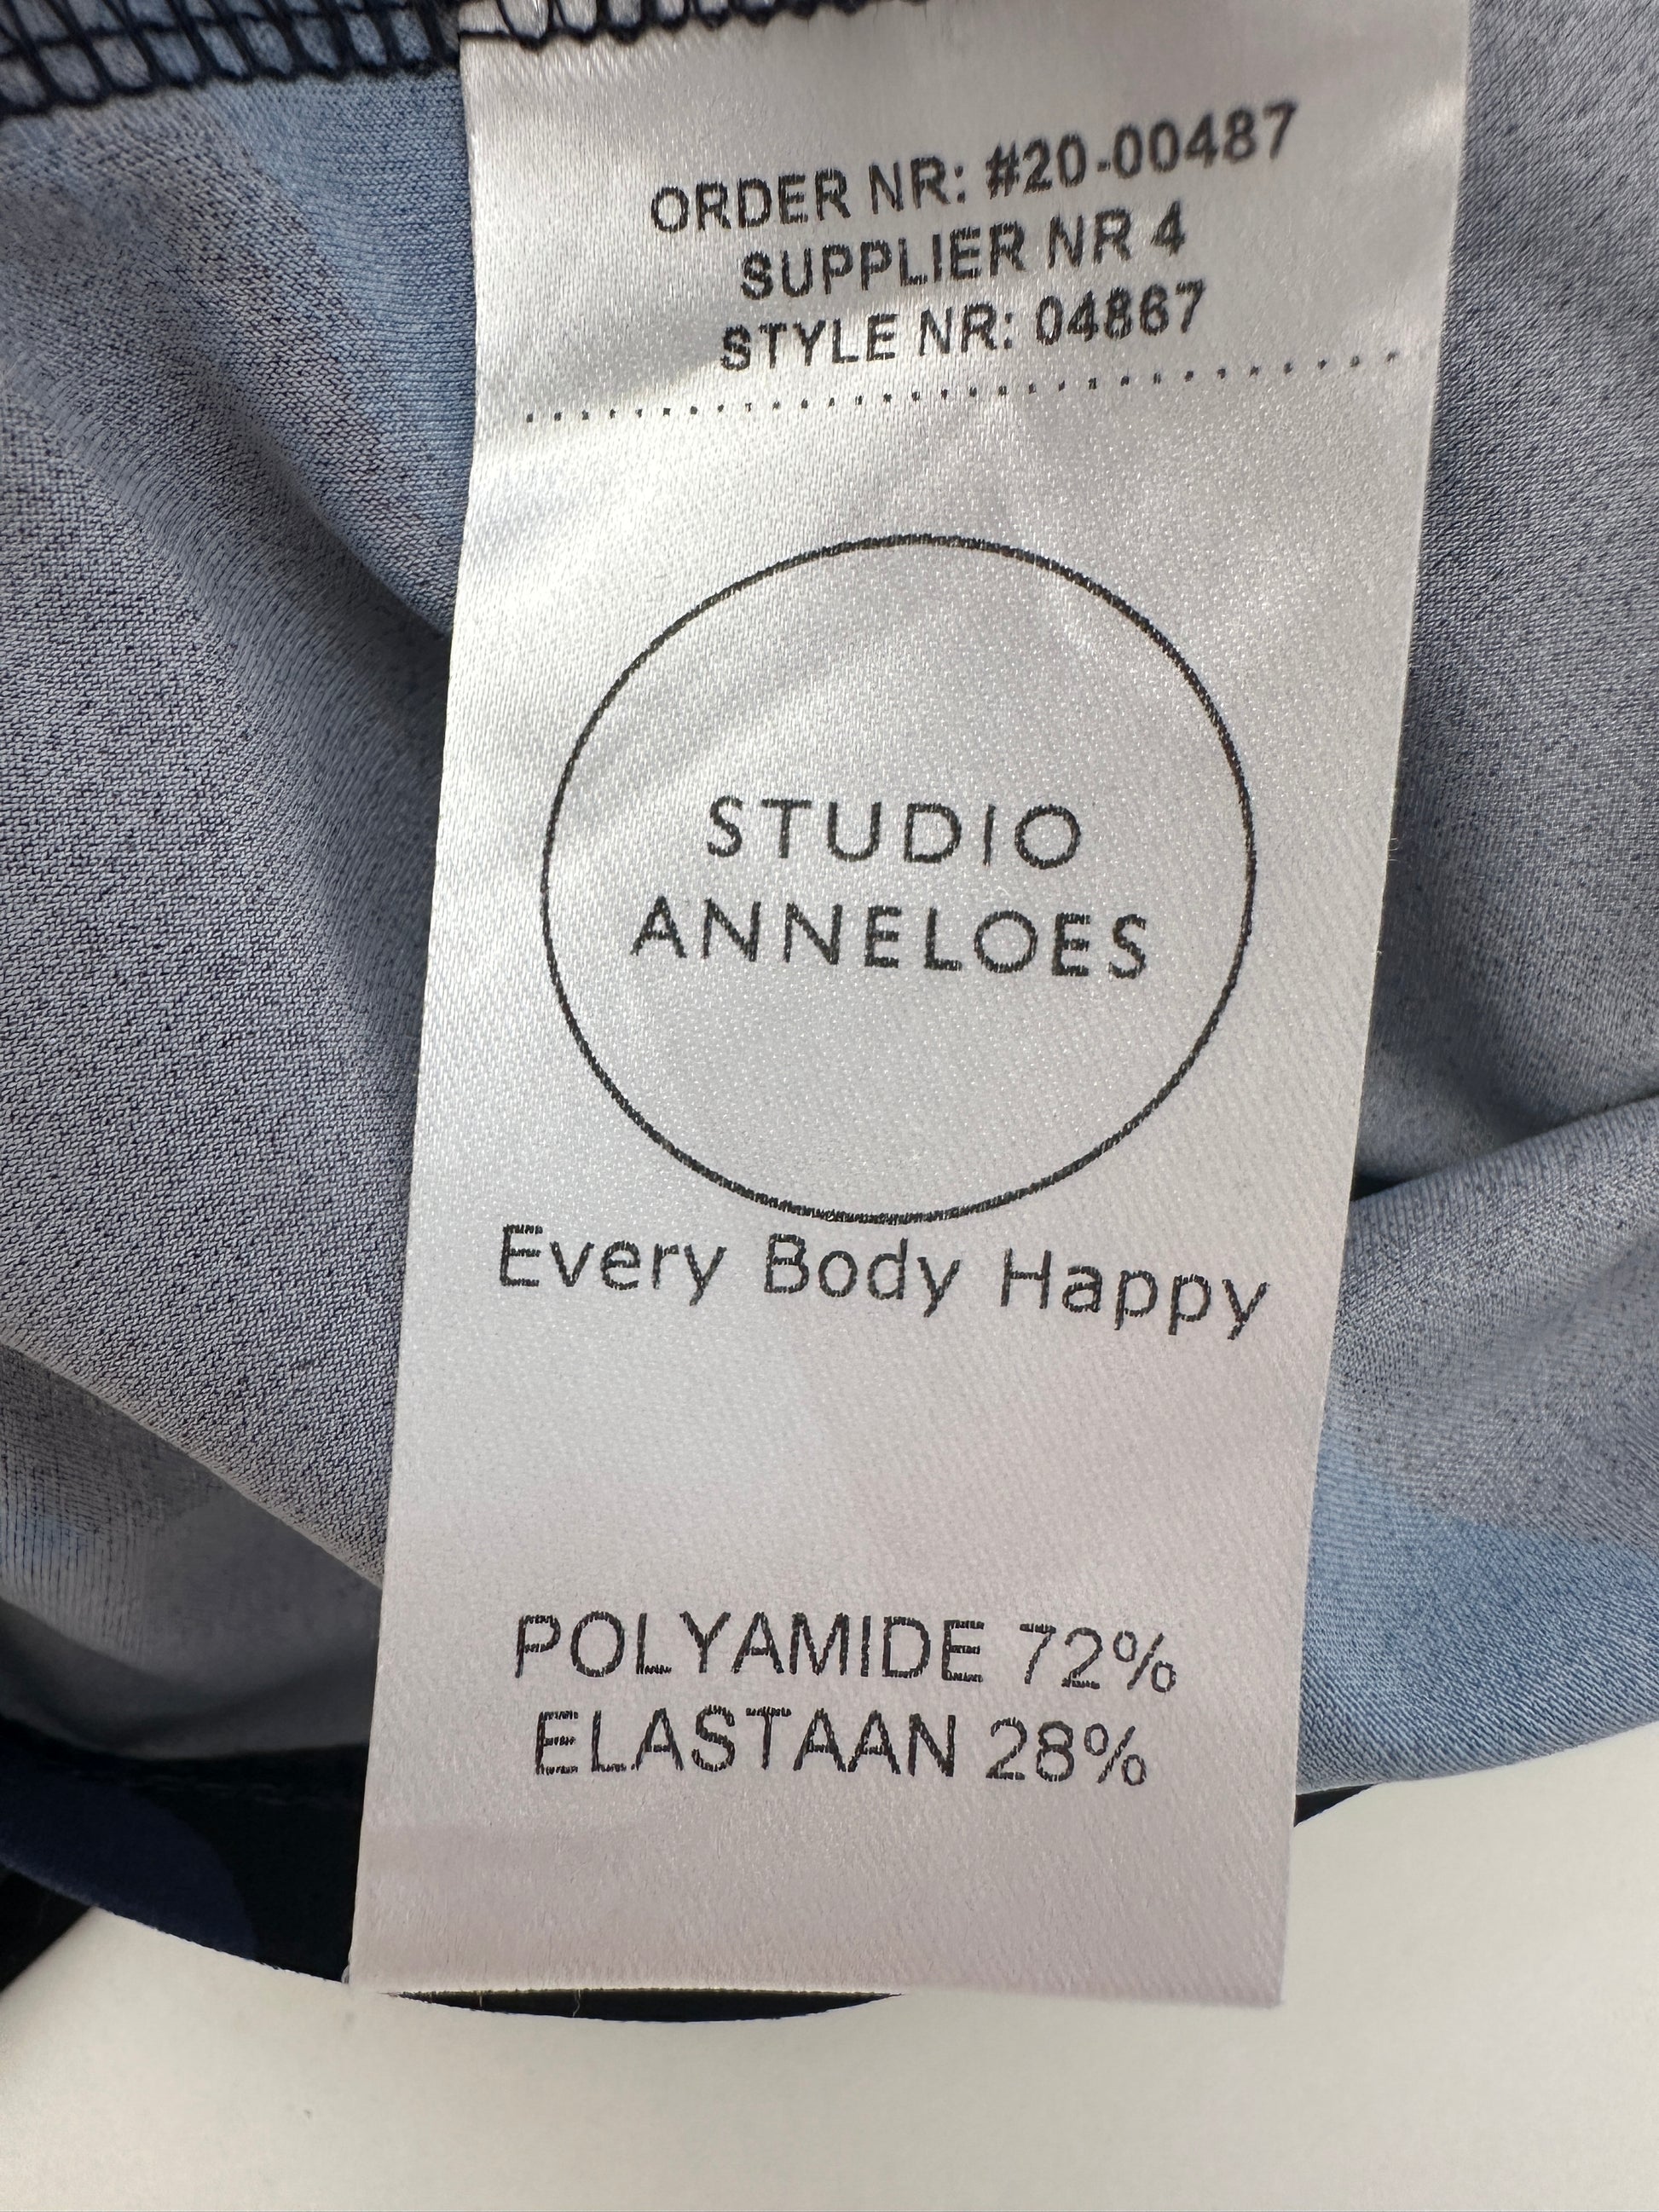 ORDER NR: #20-00487
SUPPLIER NR 4
STYLE NR: 04867
STUDIO
ANNELOES
Every Body Happy
POLYAMIDE 72%
ELASTAAN 28%